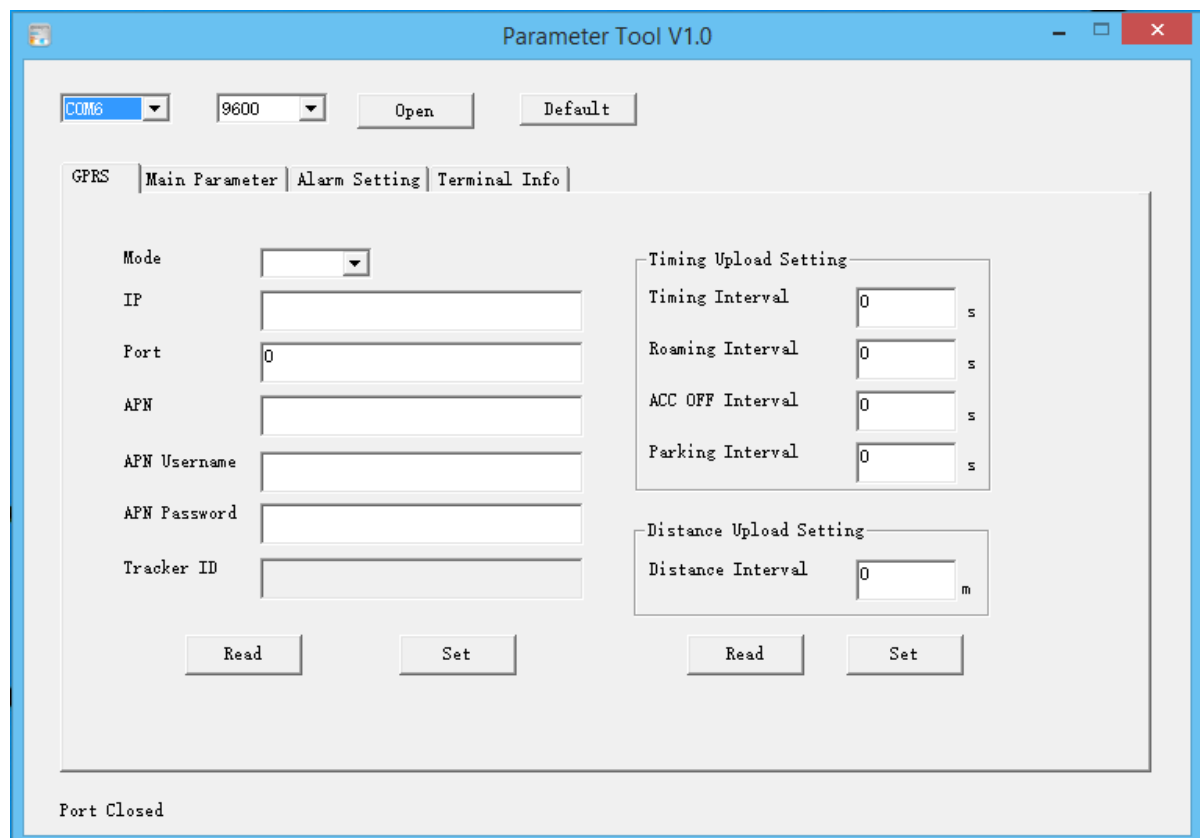 Parameter Tool V1.0
COM6 9600 Open Default
GPRS Main Parameter Alarm Setting Terminal Info
Mode
IP
Port 0
APN
APN Username
APN Password
Tracker ID
Read Set
Timing Upload Setting
Timing Interval 0 s
Roaming Interval 0 s
ACC OFF Interval 0 s
Parking Interval 0 s
Distance Upload Setting
Distance Interval 0 m
Read Set
Port Closed